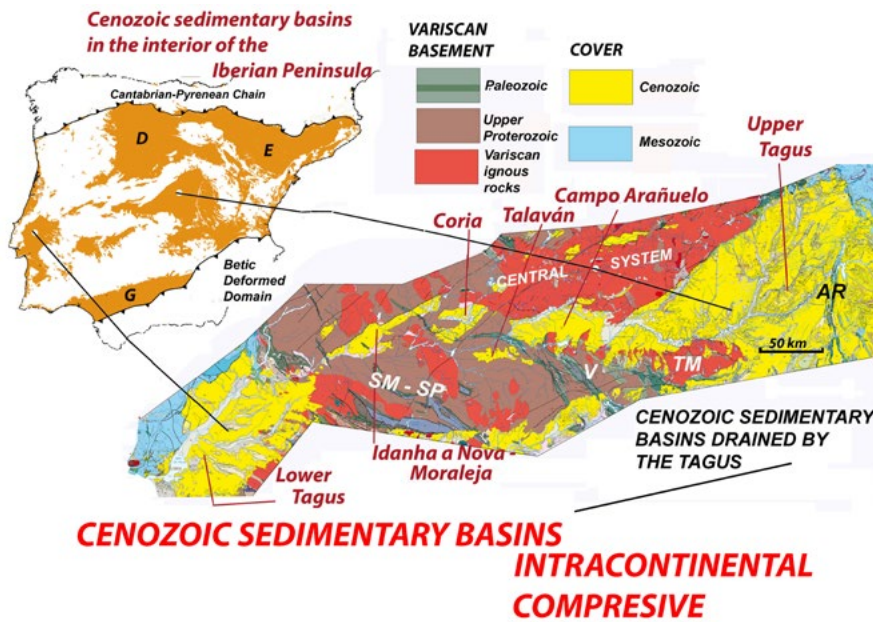 Cenozoic sedimentary basins
in the interior of the
Iberian Peninsula
Cantabrian-Pyrenean Chain
D
E
G
Betic
Deformed
Domain
VARISCAN
BASEMENT
Paleozoic
Upper
Proterozoic
Variscan
ignous
rocks
COVER
Cenozoic
Mesozoic
Upper
Tagus
Campo Arañuelo
Talaván
Coria
CENTRAL
SYSTEM
AR
50 km
TM
V
SM - SP
Idanha a Nova -
Moraleja
Lower
Tagus
CENOZOIC SEDIMENTARY
BASINS DRAINED BY
THE TAGUS
CENOZOIC SEDIMENTARY BASINS
INTRACONTINENTAL
COMPRESIVE